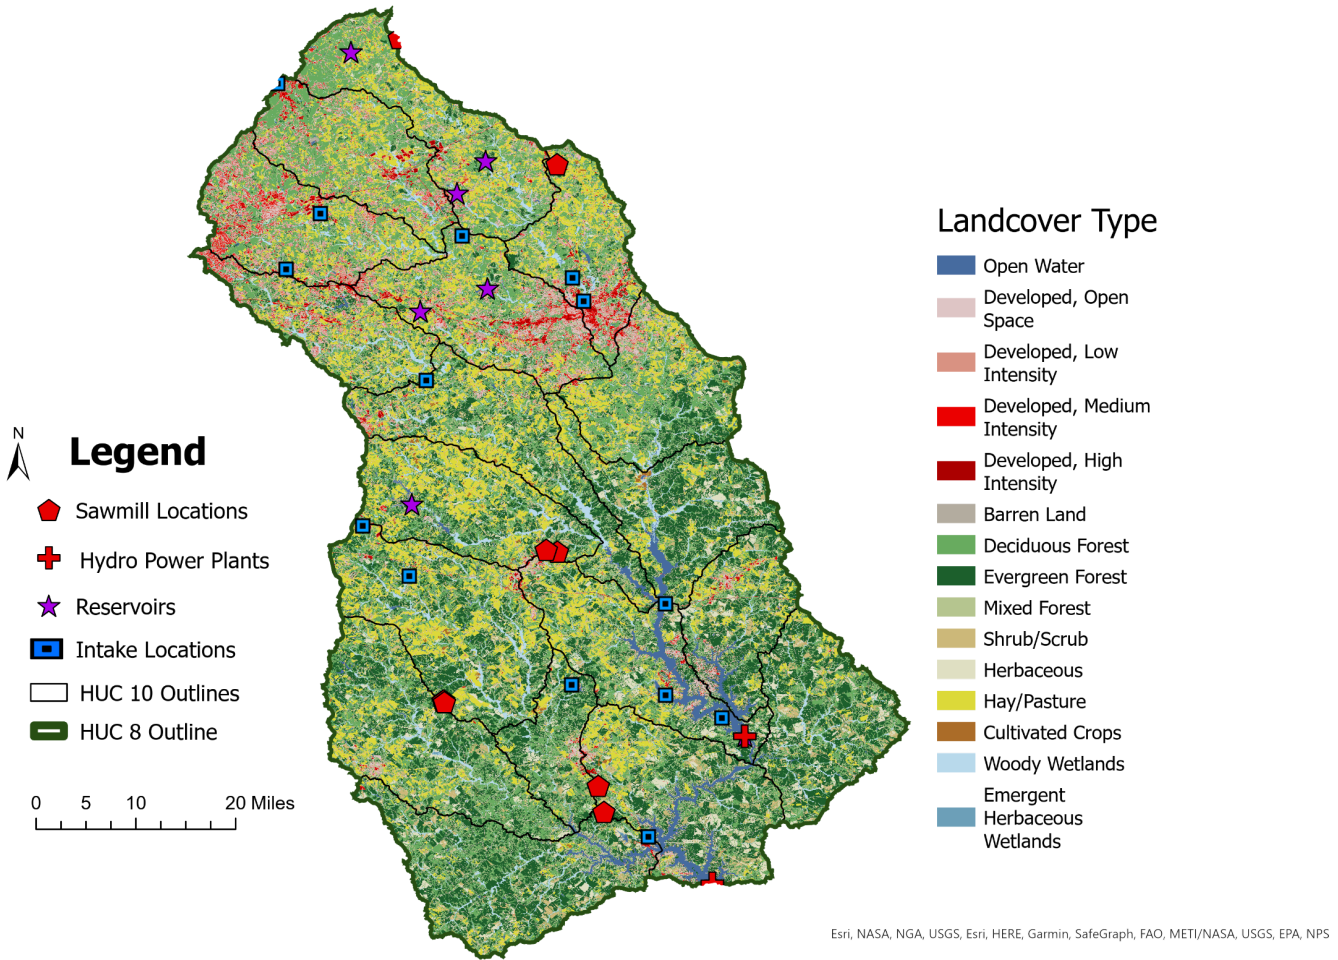 Landcover Type
Open Water
Developed, Open
Space
Developed, Low
Intensity
Developed, Medium
Intensity
Developed, High
Intensity
Barren Land
Deciduous Forest
Evergreen Forest
Mixed Forest
Shrub/Scrub
Herbaceous
Hay/Pasture
Cultivated Crops
Woody Wetlands
Emergent
Herbaceous
Wetlands
N
Legend
Sawmill Locations
Hydro Power Plants
Reservoirs
Intake Locations
HUC 10 Outlines
HUC 8 Outline
0 5 10 20 Miles
Esri, NASA, NGA, USGS, Esri, HERE, Garmin, SafeGraph, FAO, METI/NASA, USGS, EPA, NPS